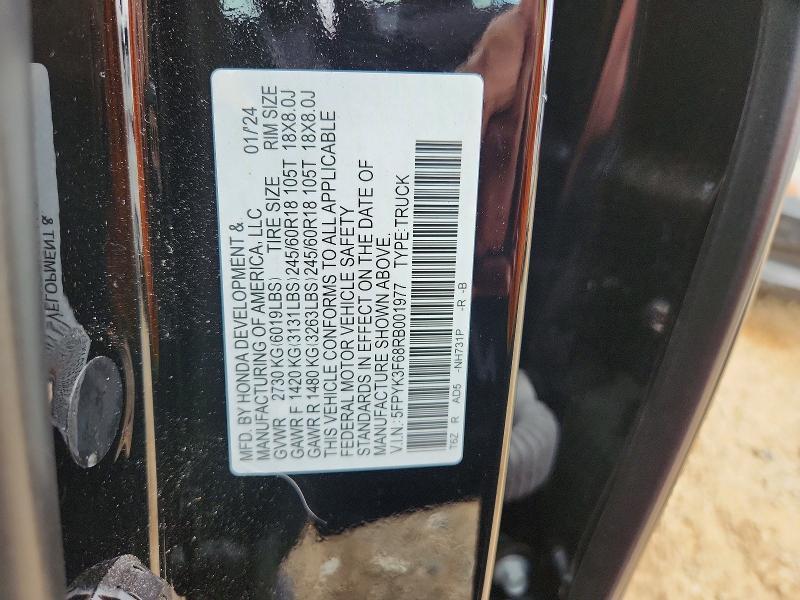 MFD. BY HONDA DEVELOPMENT &
MANUFACTURING OF AMERICA, LLC 01/'24
GVWR 2730 KG(6019LBS) TIRE SIZE RIM SIZE
GAWR F 1420 KG(3131LBS)245/60R18 105T 18X8.0J
GAWR R 1480 KG(3263LBS)245/60R18 105T 18X8.0J
THIS VEHICLE CONFORMS TO ALL APPLICABLE
FEDERAL MOTOR VEHICLE SAFETY
STANDARDS IN EFFECT ON THE DATE OF
MANUFACTURE SHOWN ABOVE.
V.I.N.:5FPYK3F68RB001977 TYPE:TRUCK
T6Z R AD5 -NH731P -R -B
VELOPMENT &